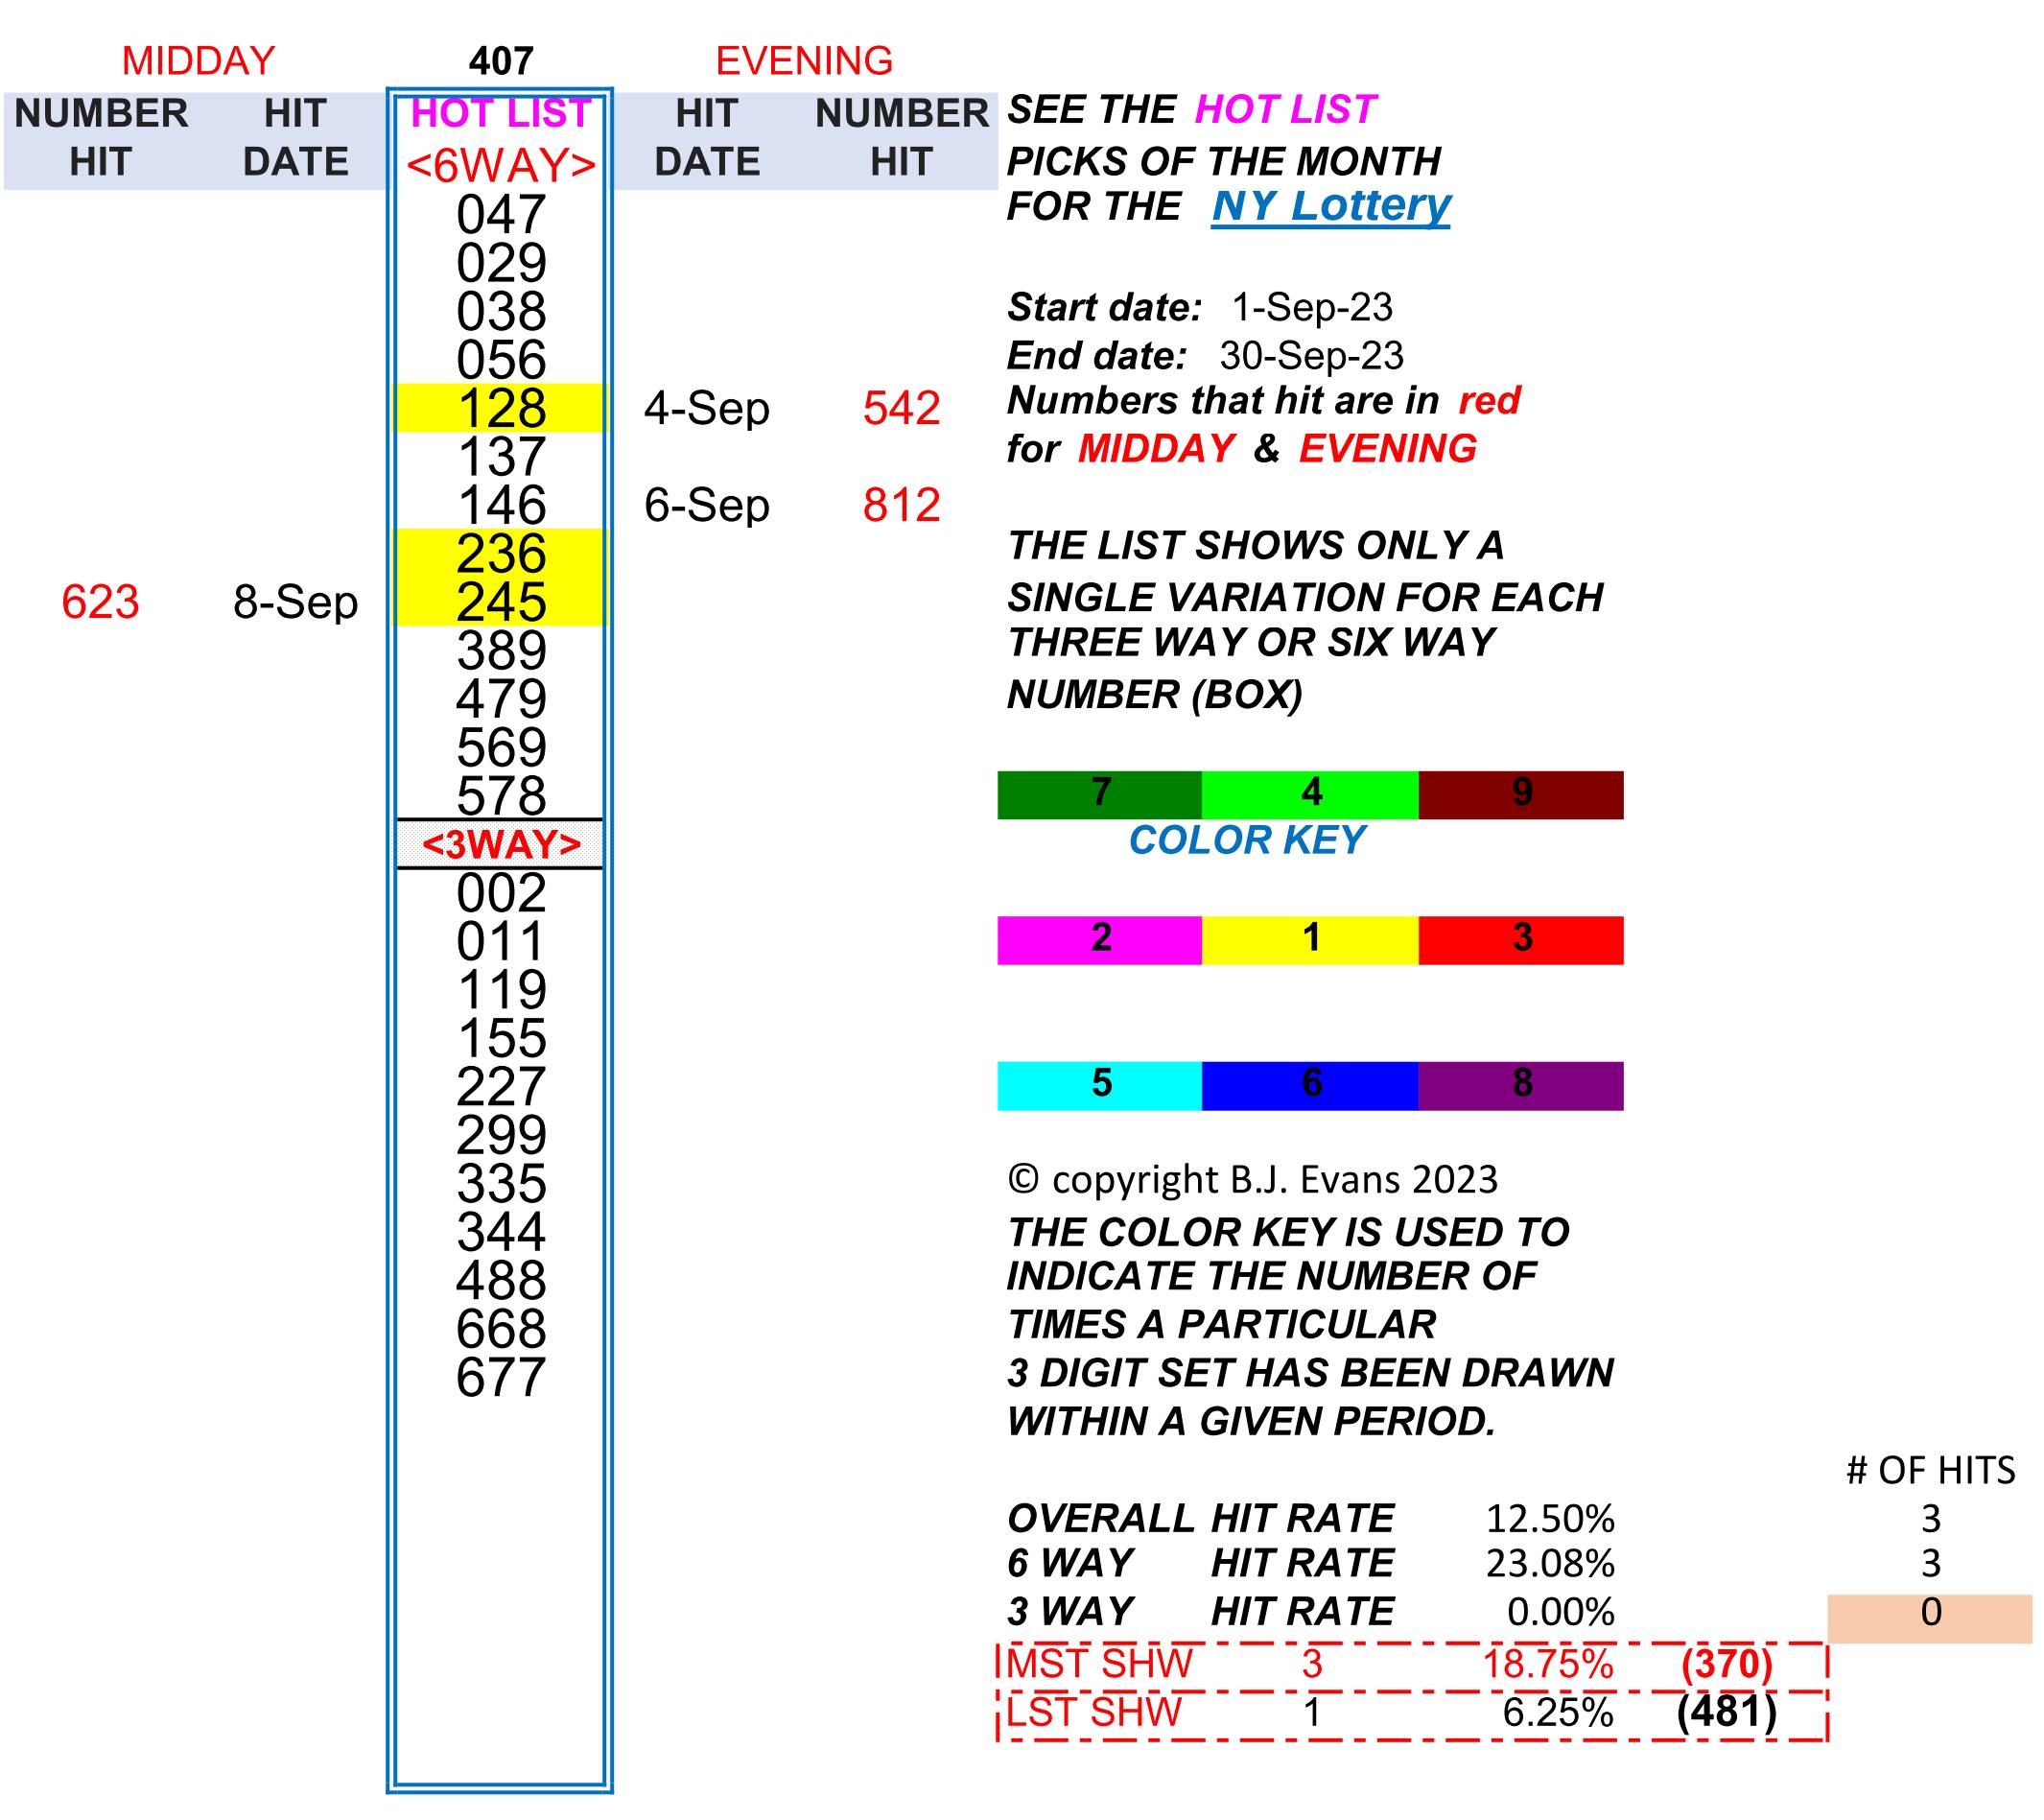 MIDDAY 407 EVENING
NUMBER HIT HOT LIST HIT NUMBER
HIT DATE <6WAY> DATE HIT
047
029
038
056
128 4-Sep 542
137
146 6-Sep 812
236
623 8-Sep 245
389
479
569
578
<3WAY>
002
011
119
155
227
299
335
344
488
668
677
SEE THE HOT LIST
PICKS OF THE MONTH
FOR THE NY Lottery
Start date: 1-Sep-23
End date: 30-Sep-23
Numbers that hit are in red
for MIDDAY & EVENING
THE LIST SHOWS ONLY A
SINGLE VARIATION FOR EACH
THREE WAY OR SIX WAY
NUMBER (BOX)
7 4 9
COLOR KEY
2 1 3
5 6 8
© copyright B.J. Evans 2023
THE COLOR KEY IS USED TO
INDICATE THE NUMBER OF
TIMES A PARTICULAR
3 DIGIT SET HAS BEEN DRAWN
WITHIN A GIVEN PERIOD.
# OF HITS
OVERALL HIT RATE 12.50% 3
6 WAY HIT RATE 23.08% 3
3 WAY HIT RATE 0.00% 0
MST SHW 3 18.75% (370)
LST SHW 1 6.25% (481)